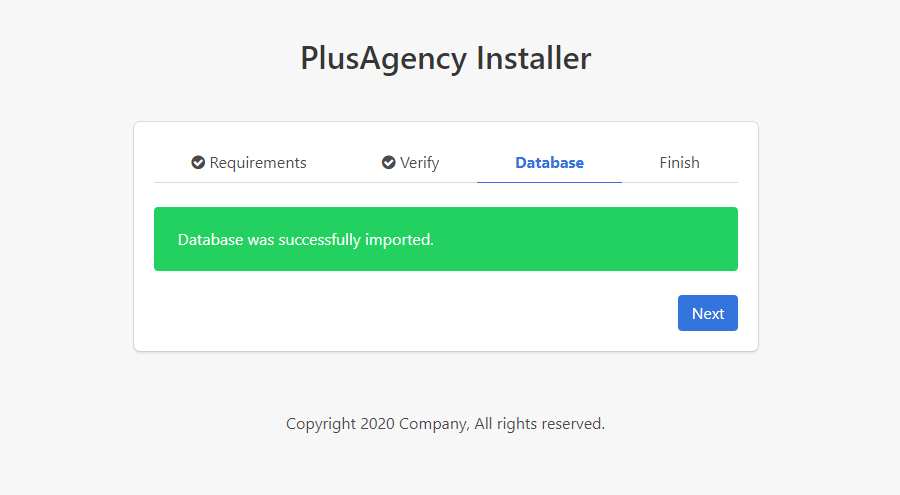 PlusAgency Installer
Requirements Verify Database Finish
Database was successfully imported.
Next
Copyright 2020 Company, All rights reserved.